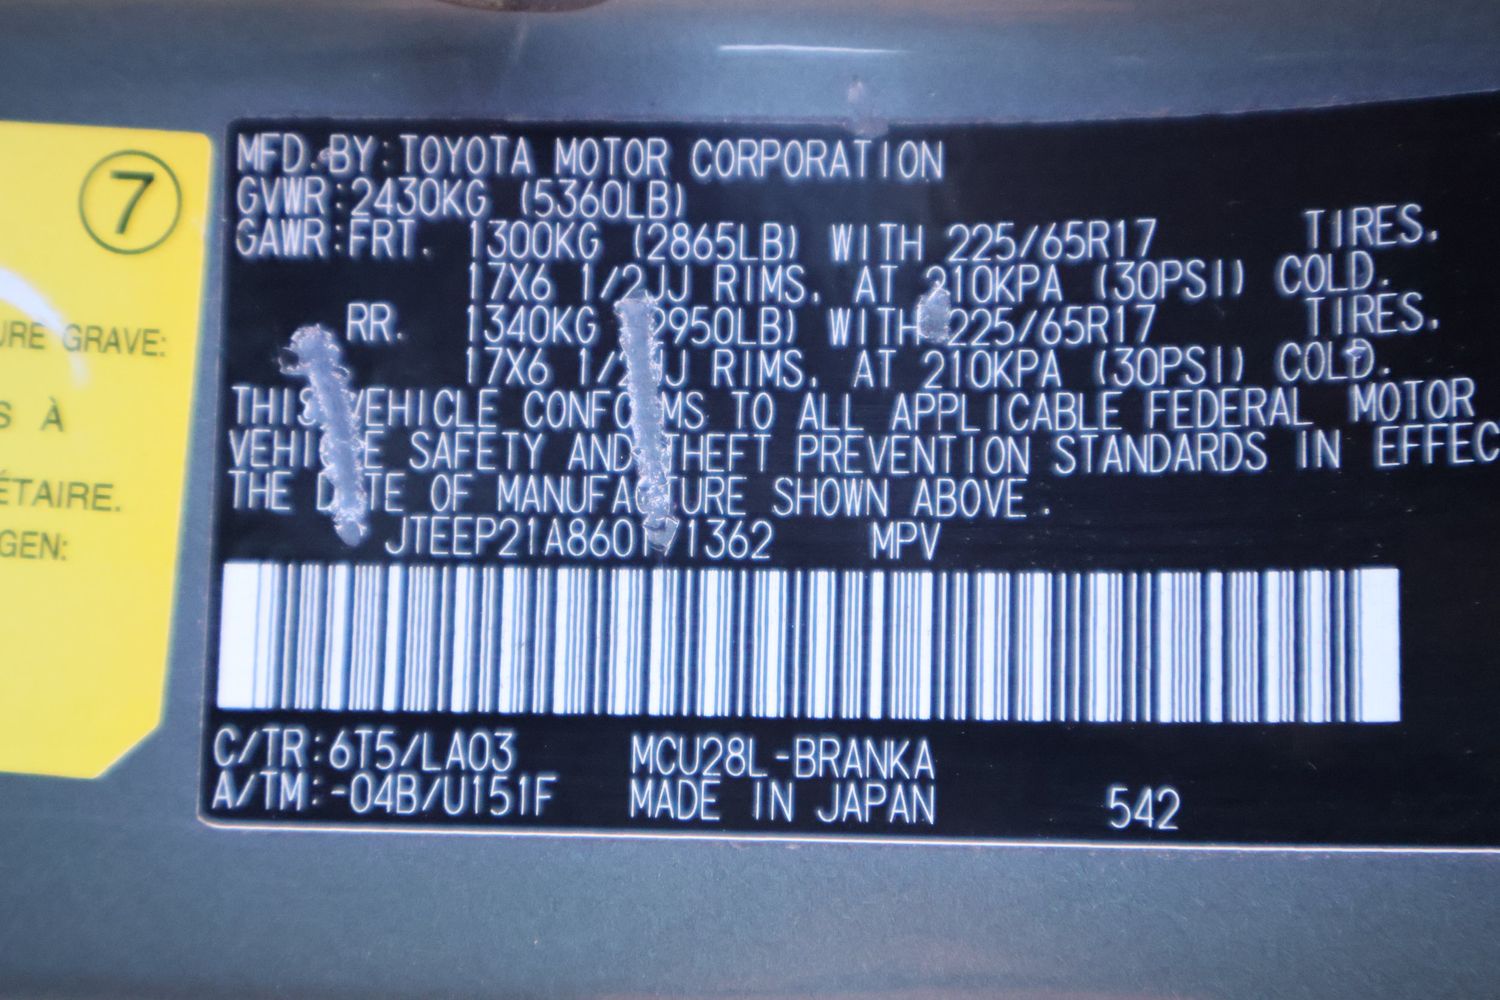 7
URE GRAVE:
S À
ÉTAIRE.
GEN:
MFD. BY:TOYOTA MOTOR CORPORATION
GVWR:2430KG (5360LB)
GAWR:FRT. 1300KG (2865LB) WITH 225/65R17 TIRES.
17X6 1/2JJ RIMS. AT 210KPA (30PSI) COLD.
RR. 1340KG (2950LB) WITH 225/65R17 TIRES.
17X6 1/2JJ RIMS. AT 210KPA (30PSI) COLD.
THIS VEHICLE CONFORMS TO ALL APPLICABLE FEDERAL MOTOR
VEHICLE SAFETY AND THEFT PREVENTION STANDARDS IN EFFEC
THE DATE OF MANUFACTURE SHOWN ABOVE.
MPV
C/TR:6T5/LA03 MCU28L-BRANKA
A/TM:-04B/U151F MADE IN JAPAN 542